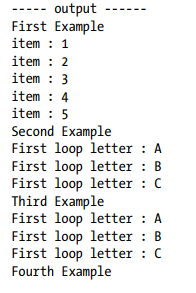 ----- output ------
First Example
item : 1
item : 2
item : 3
item : 4
item : 5
Second Example
First loop letter : A
First loop letter : B
First loop letter : C
Third Example
First loop letter : A
First loop letter : B
First loop letter : C
Fourth Example